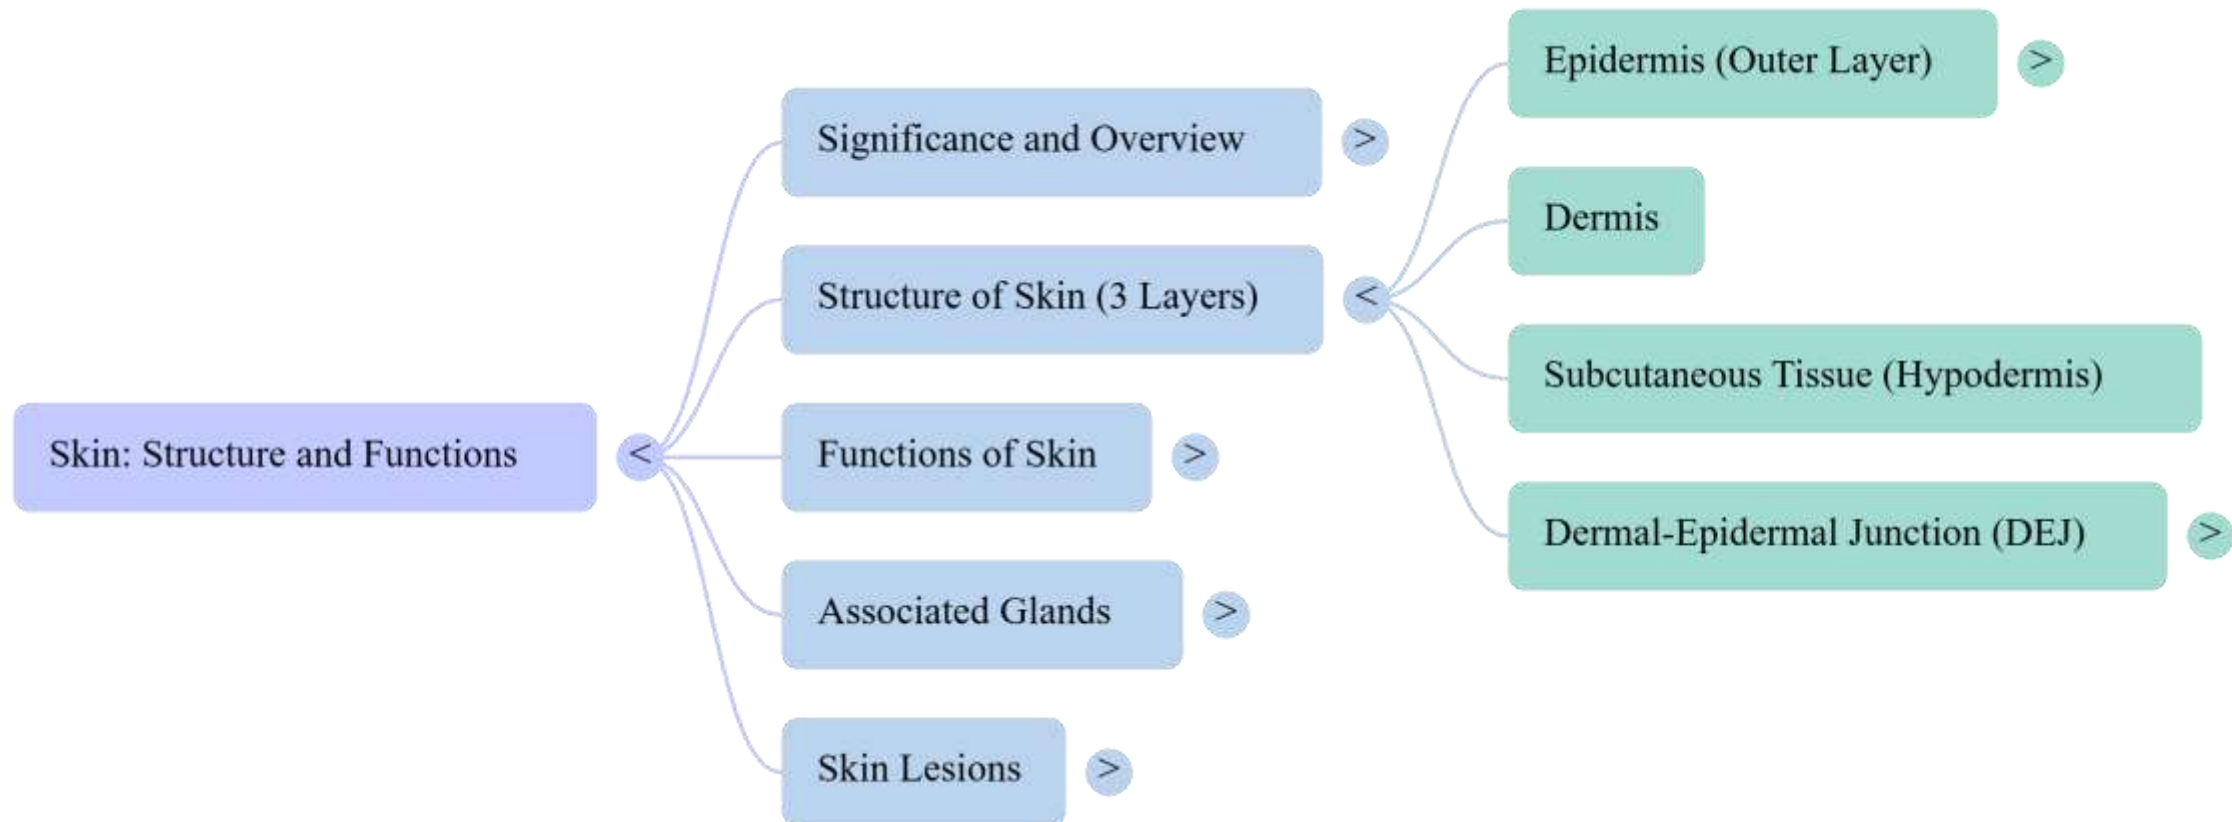 Skin: Structure and Functions
<
Significance and Overview
>
Structure of Skin (3 Layers)
<
Functions of Skin
>
Associated Glands
>
Skin Lesions
>
Epidermis (Outer Layer)
>
Dermis
Subcutaneous Tissue (Hypodermis)
Dermal-Epidermal Junction (DEJ)
>